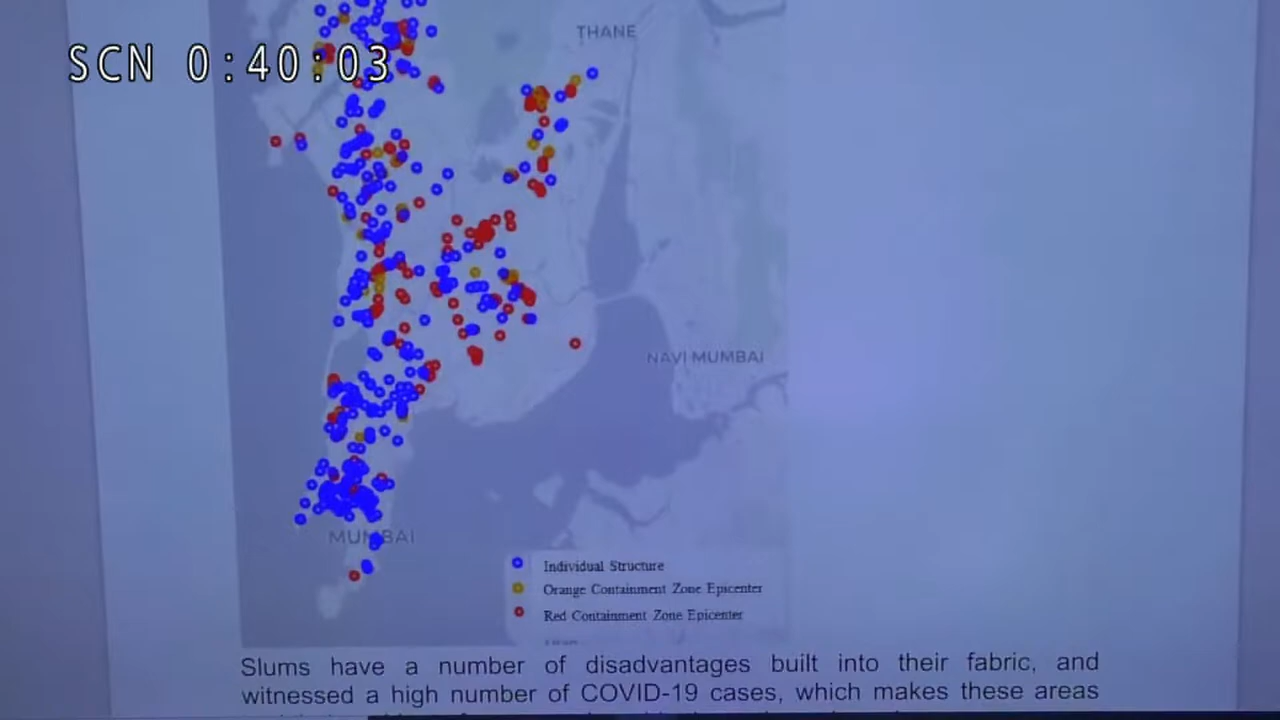 THANE
SCN 0:40:03
NAVI MUMBAI
MUMBAI
Individual Structure
Orange Containment Zone Epicenter
Red Containment Zone Epicenter
Slums have a number of disadvantages built into their fabric, and
witnessed a high number of COVID-19 cases, which makes these areas